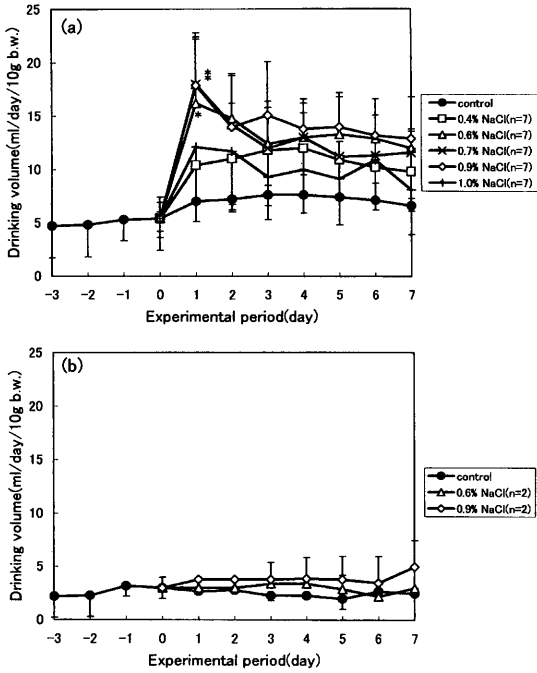 (a)
Drinking volume(ml/day/10g b.w.)
25
20
15
10
5
0
-3 -2 -1 0 1 2 3 4 5 6 7
Experimental period(day)
*
*
*
control
0.4% NaCl(n=7)
0.6% NaCl(n=7)
0.7% NaCl(n=7)
0.9% NaCl(n=7)
1.0% NaCl(n=7)
(b)
Drinking volume(ml/day/10g b.w.)
25
20
15
10
5
0
-3 -2 -1 0 1 2 3 4 5 6 7
Experimental period(day)
control
0.6% NaCl(n=2)
0.9% NaCl(n=2)